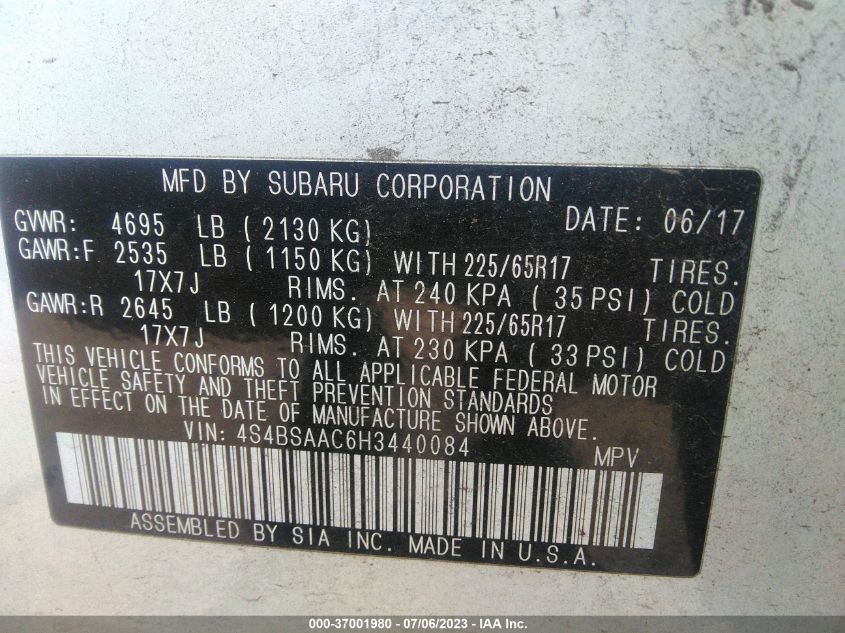 MFD BY SUBARU CORPORATION
GVWR: 4695 LB ( 2130 KG) DATE: 06/17
GAWR:F 2535 LB ( 1150 KG) WITH 225/65R17 TIRES.
17X7J RIMS. AT 240 KPA ( 35 PSI) COLD
GAWR:R 2645 LB ( 1200 KG) WITH 225/65R17 TIRES.
17X7J RIMS. AT 230 KPA ( 33 PSI) COLD
THIS VEHICLE CONFORMS TO ALL APPLICABLE FEDERAL MOTOR
VEHICLE SAFETY AND THEFT PREVENTION STANDARDS
IN EFFECT ON THE DATE OF MANUFACTURE SHOWN ABOVE.
VIN: 4S4BSAAC6H3440084 MPV
ASSEMBLED BY SIA INC. MADE IN U.S.A.
000-37001980 - 07/06/2023 - IAA Inc.